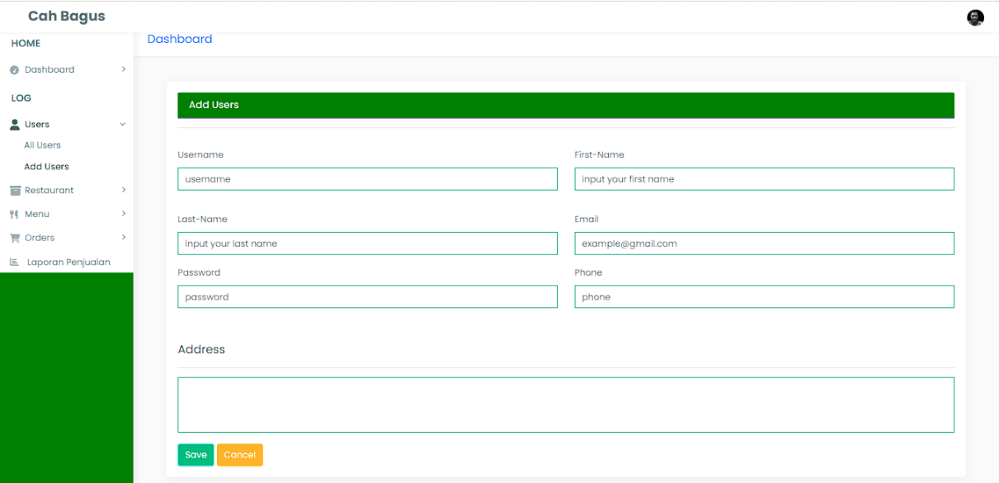 Cah Bagus
HOME
Dashboard
LOG
Users
All Users
Add Users
Restaurant
Menu
Orders
Laporan Penjualan
Dashboard
Add Users
Username
username
First-Name
input your first name
Last-Name
input your last name
Email
example@gmail.com
Password
password
Phone
phone
Address
Save
Cancel